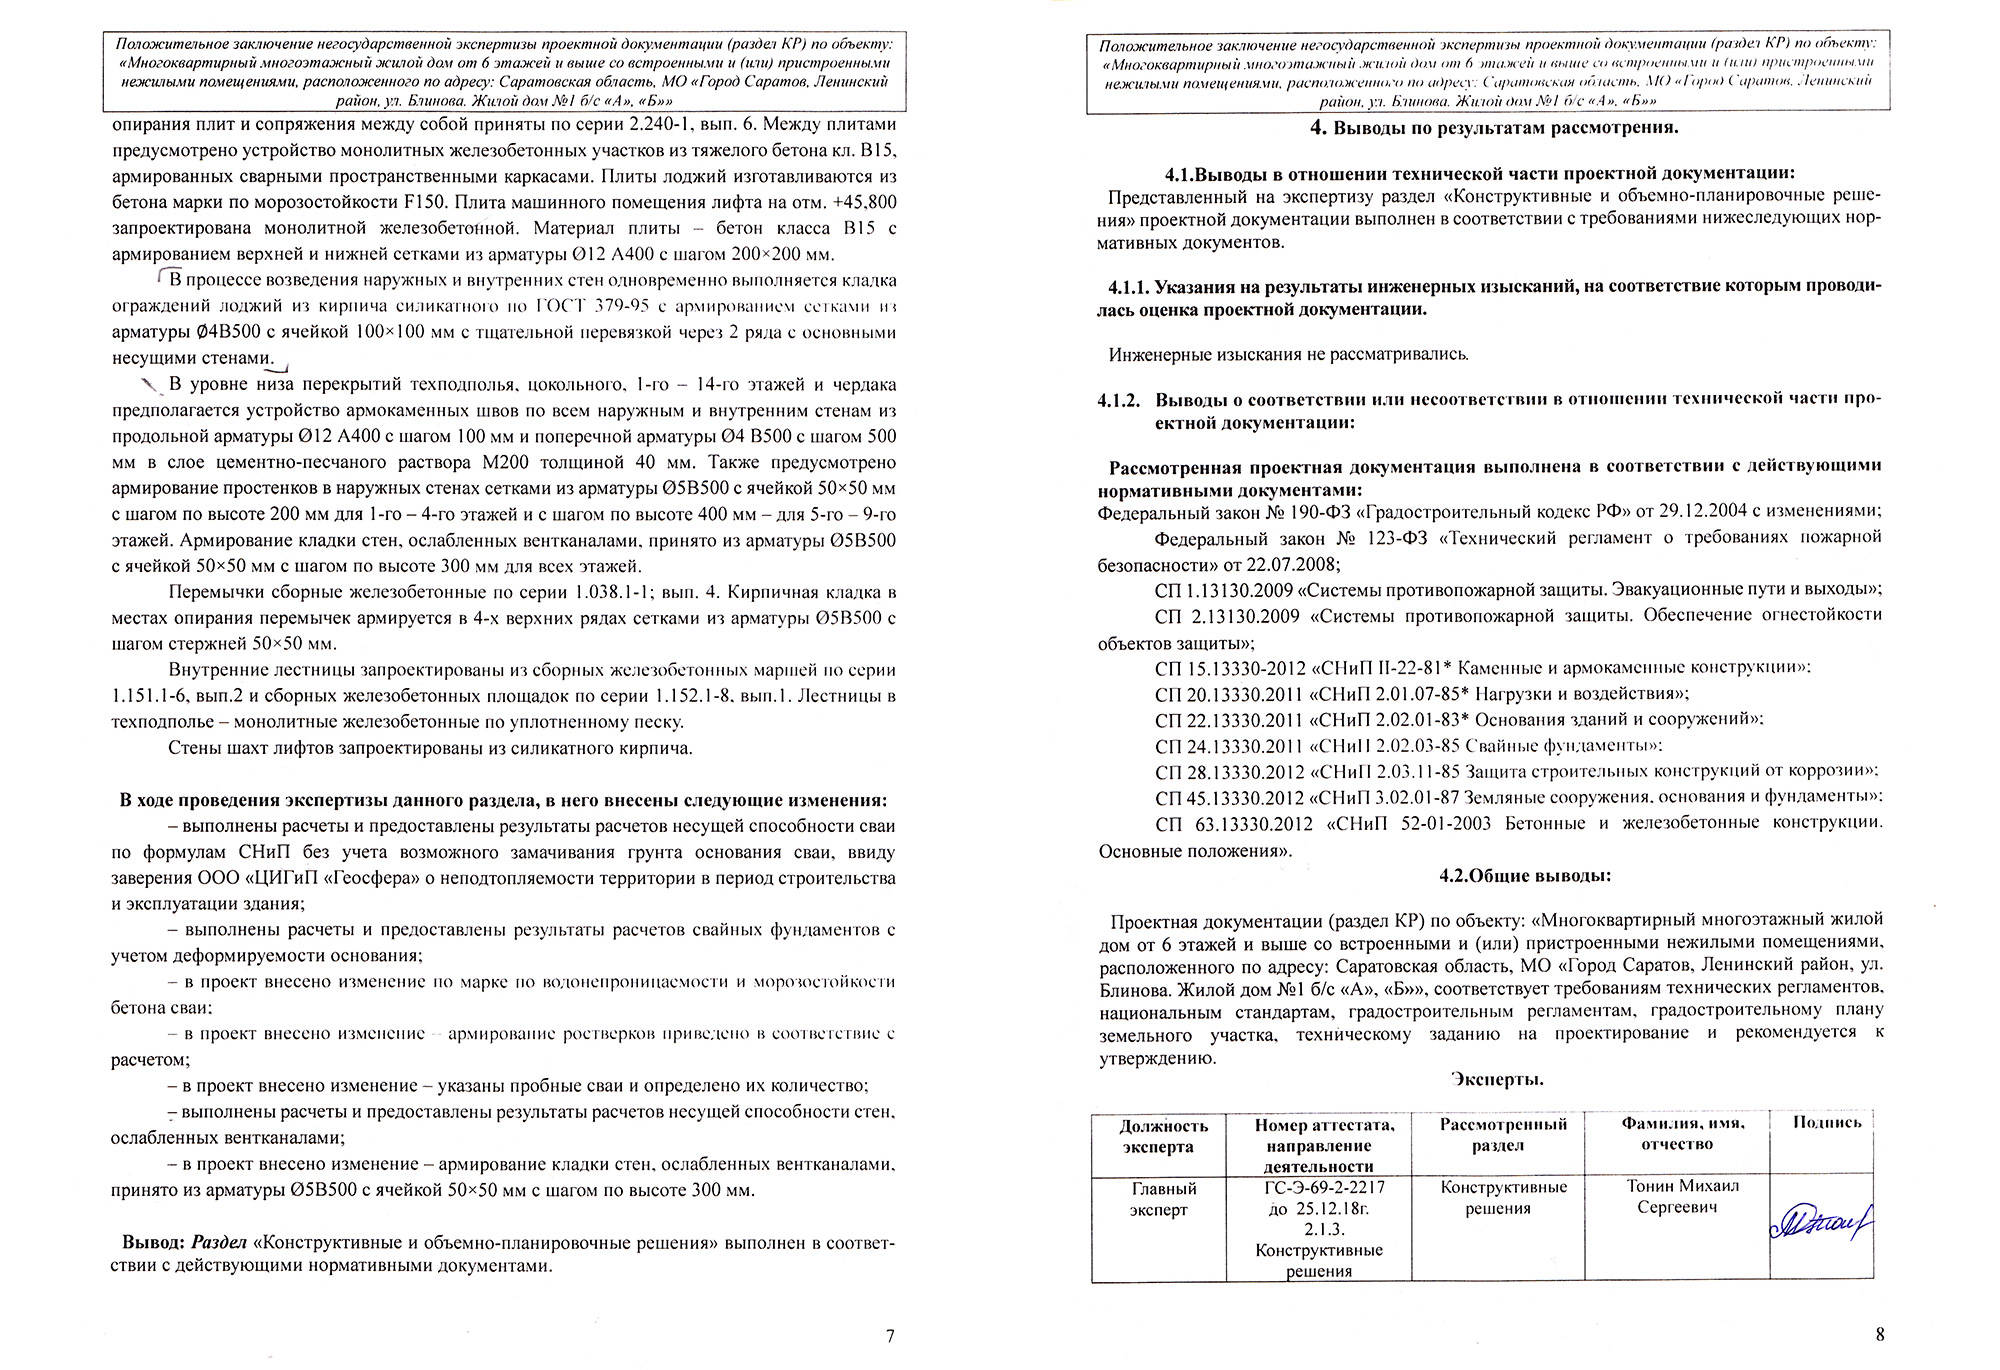 Положительное заключение негосударственной экспертизы проектной документации (раздел КР) по объекту:
«Многоквартирный многоэтажный жилой дом от 6 этажей и выше со встроенными и (или) пристроенными
нежилыми помещениями, расположенного по адресу: Саратовская область, МО «Город Саратов, Ленинский
район, ул. Блинова. Жилой дом №1 б/с «А», «Б»»
опирания плит и сопряжения между собой приняты по серии 2.240-1, вып. 6. Между плитами
предусмотрено устройство монолитных железобетонных участков из тяжелого бетона кл. В15,
армированных сварными пространственными каркасами. Плиты лоджий изготавливаются из
бетона марки по морозостойкости F150. Плита машинного помещения лифта на отм. +45,800
запроектирована монолитной железобетонной. Материал плиты – бетон класса В15 с
армированием верхней и нижней сетками из арматуры Ø12 А400 с шагом 200×200 мм.
В процессе возведения наружных и внутренних стен одновременно выполняется кладка
ограждений лоджий из кирпича силикатного по ГОСТ 379-95 с армированием сетками из
арматуры Ø4В500 с ячейкой 100×100 мм с тщательной перевязкой через 2 ряда с основными
несущими стенами.
В уровне низа перекрытий техподполья, цокольного, 1-го – 14-го этажей и чердака
предполагается устройство армокаменных швов по всем наружным и внутренним стенам из
продольной арматуры Ø12 А400 с шагом 100 мм и поперечной арматуры Ø4 В500 с шагом 500
мм в слое цементно-песчаного раствора М200 толщиной 40 мм. Также предусмотрено
армирование простенков в наружных стенах сетками из арматуры Ø5В500 с ячейкой 50×50 мм
с шагом по высоте 200 мм для 1-го – 4-го этажей и с шагом по высоте 400 мм – для 5-го – 9-го
этажей. Армирование кладки стен, ослабленных вентканалами, принято из арматуры Ø5В500
с ячейкой 50×50 мм с шагом по высоте 300 мм для всех этажей.
Перемычки сборные железобетонные по серии 1.038.1-1; вып. 4. Кирпичная кладка в
местах опирания перемычек армируется в 4-х верхних рядах сетками из арматуры Ø5В500 с
шагом стержней 50×50 мм.
Внутренние лестницы запроектированы из сборных железобетонных маршей по серии
1.151.1-6, вып.2 и сборных железобетонных площадок по серии 1.152.1-8, вып.1. Лестницы в
техподполье – монолитные железобетонные по уплотненному песку.
Стены шахт лифтов запроектированы из силикатного кирпича.
В ходе проведения экспертизы данного раздела, в него внесены следующие изменения:
– выполнены расчеты и предоставлены результаты расчетов несущей способности сваи
по формулам СНиП без учета возможного замачивания грунта основания сваи, ввиду
заверения ООО «ЦИГиП «Геосфера» о неподтопляемости территории в период строительства
и эксплуатации здания;
– выполнены расчеты и предоставлены результаты расчетов свайных фундаментов с
учетом деформируемости основания;
– в проект внесено изменение по марке по водонепроницаемости и морозостойкости
бетона сваи;
– в проект внесено изменение – армирование ростверков приведено в соответствие с
расчетом;
– в проект внесено изменение – указаны пробные сваи и определено их количество;
– выполнены расчеты и предоставлены результаты расчетов несущей способности стен,
ослабленных вентканалами;
– в проект внесено изменение – армирование кладки стен, ослабленных вентканалами,
принято из арматуры Ø5В500 с ячейкой 50×50 мм с шагом по высоте 300 мм.
Вывод: Раздел «Конструктивные и объемно-планировочные решения» выполнен в соответ-
ствии с действующими нормативными документами.
7
Положительное заключение негосударственной экспертизы проектной документации (раздел КР) по объекту:
«Многоквартирный многоэтажный жилой дом от 6 этажей и выше со встроенными и (или) пристроенными
нежилыми помещениями, расположенного по адресу: Саратовская область, МО «Город Саратов, Ленинский
район, ул. Блинова. Жилой дом №1 б/с «А», «Б»»
4. Выводы по результатам рассмотрения.
4.1.Выводы в отношении технической части проектной документации:
Представленный на экспертизу раздел «Конструктивные и объемно-планировочные реше-
ния» проектной документации выполнен в соответствии с требованиями нижеследующих нор-
мативных документов.
4.1.1. Указания на результаты инженерных изысканий, на соответствие которым проводи-
лась оценка проектной документации.
Инженерные изыскания не рассматривались.
4.1.2. Выводы о соответствии или несоответствии в отношении технической части про-
ектной документации:
Рассмотренная проектная документация выполнена в соответствии с действующими
нормативными документами:
Федеральный закон № 190-ФЗ «Градостроительный кодекс РФ» от 29.12.2004 с изменениями;
Федеральный закон № 123-ФЗ «Технический регламент о требованиях пожарной
безопасности» от 22.07.2008;
СП 1.13130.2009 «Системы противопожарной защиты. Эвакуационные пути и выходы»;
СП 2.13130.2009 «Системы противопожарной защиты. Обеспечение огнестойкости
объектов защиты»;
СП 15.13330-2012 «СНиП II-22-81* Каменные и армокаменные конструкции»;
СП 20.13330.2011 «СНиП 2.01.07-85* Нагрузки и воздействия»;
СП 22.13330.2011 «СНиП 2.02.01-83* Основания зданий и сооружений»;
СП 24.13330.2011 «СНиП 2.02.03-85 Свайные фундаменты»;
СП 28.13330.2012 «СНиП 2.03.11-85 Защита строительных конструкций от коррозии»;
СП 45.13330.2012 «СНиП 3.02.01-87 Земляные сооружения, основания и фундаменты»;
СП 63.13330.2012 «СНиП 52-01-2003 Бетонные и железобетонные конструкции.
Основные положения».
4.2.Общие выводы:
Проектная документации (раздел КР) по объекту: «Многоквартирный многоэтажный жилой
дом от 6 этажей и выше со встроенными и (или) пристроенными нежилыми помещениями,
расположенного по адресу: Саратовская область, МО «Город Саратов, Ленинский район, ул.
Блинова. Жилой дом №1 б/с «А», «Б»», соответствует требованиям технических регламентов,
национальным стандартам, градостроительным регламентам, градостроительному плану
земельного участка, техническому заданию на проектирование и рекомендуется к
утверждению.
Эксперты.
Должность эксперта | Номер аттестата, направление деятельности | Рассмотренный раздел | Фамилия, имя, отчество | Подпись
Главный эксперт | ГС-Э-69-2-2217 до 25.12.18г. 2.1.3. Конструктивные решения | Конструктивные решения | Тонин Михаил Сергеевич
8